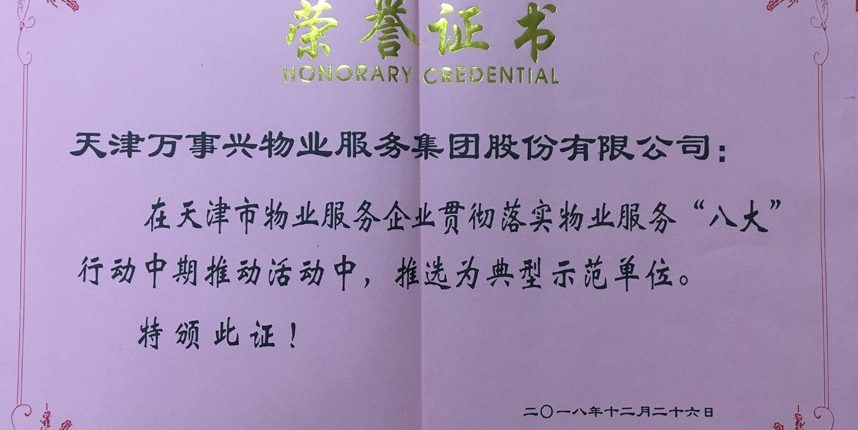 荣誉证书
HONORARY CREDENTIAL
天津万事兴物业服务集团股份有限公司：
在天津市物业服务企业贯彻落实物业服务“八大”
行动中期推动活动中，推选为典型示范单位。
特颁此证！
二〇一八年十二月二十六日